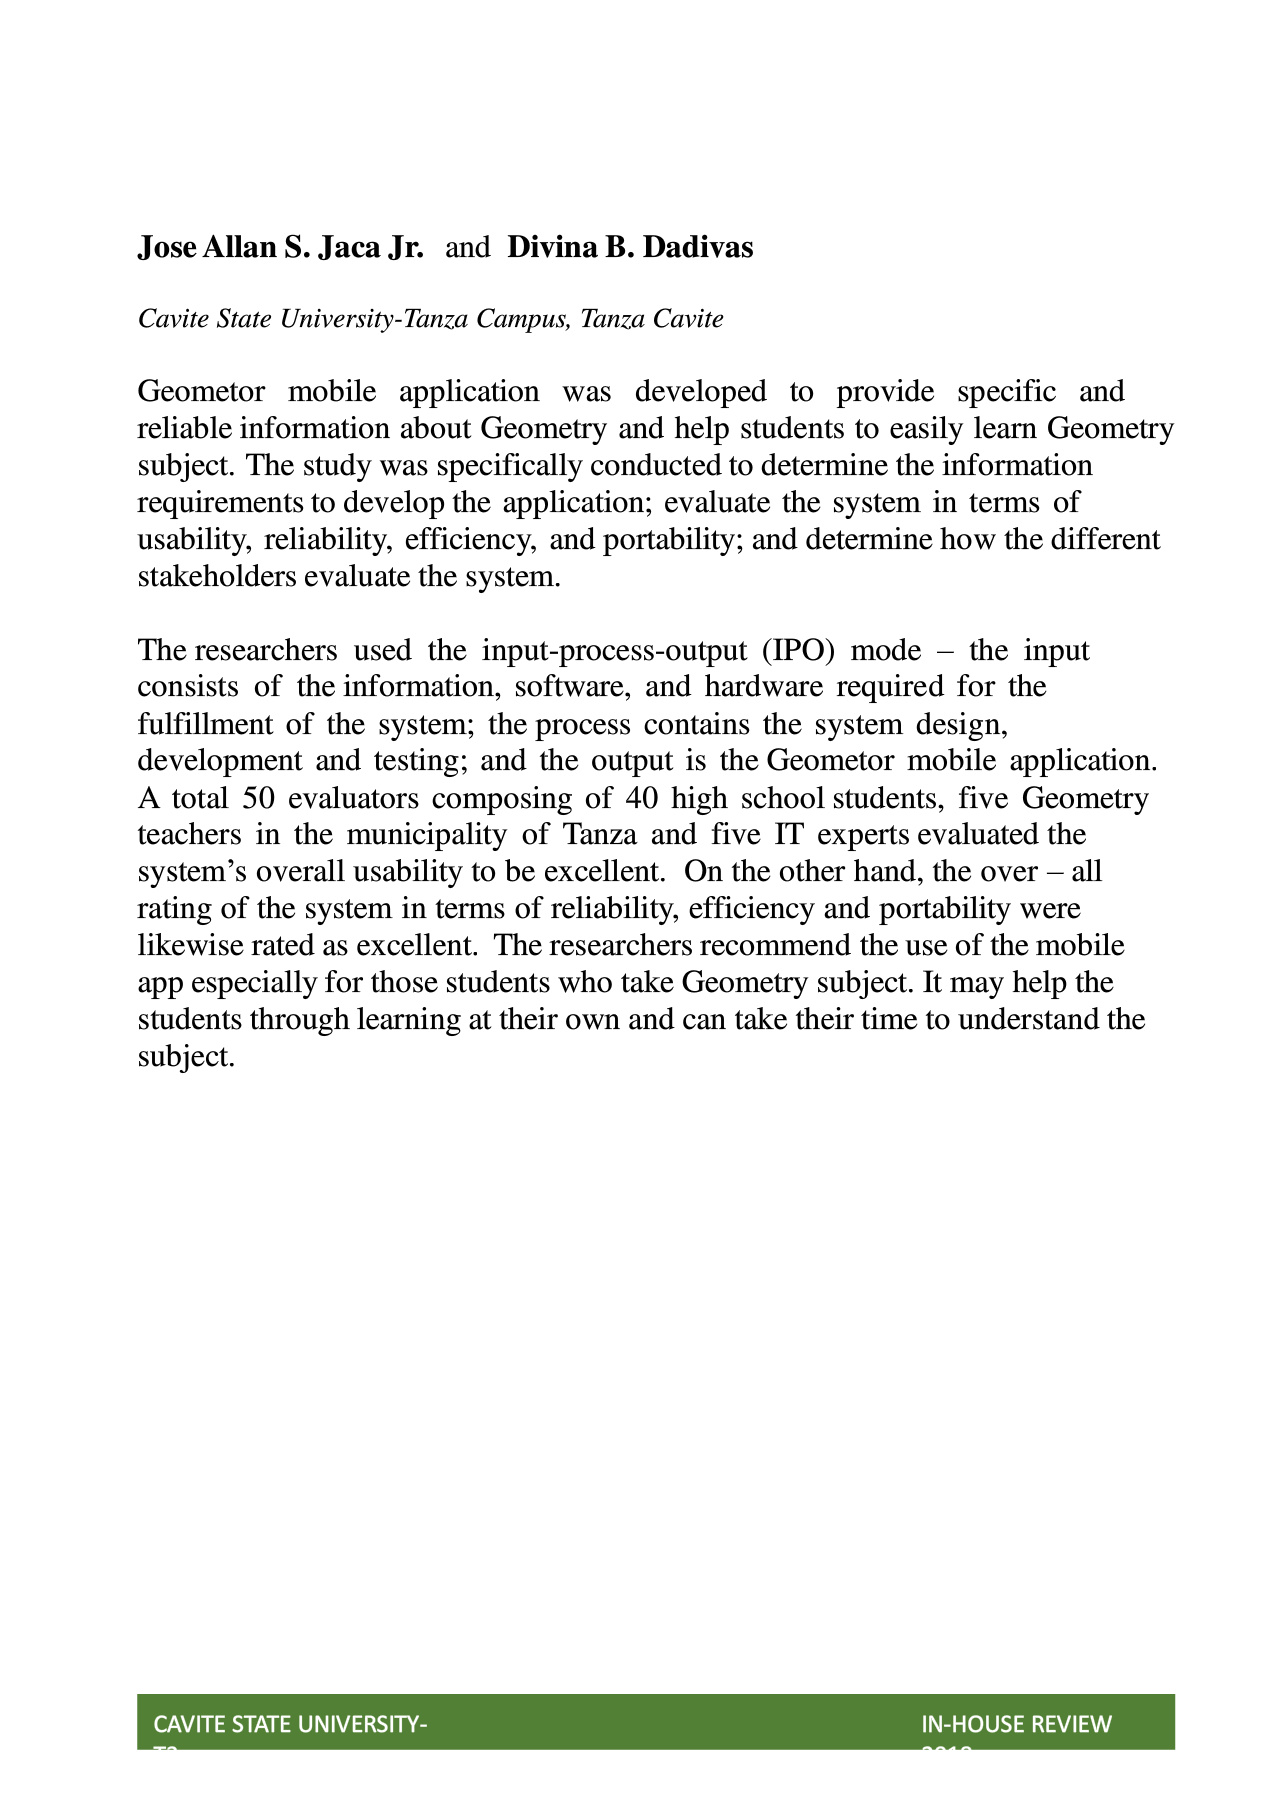 Jose Allan S. Jaca Jr. and Divina B. Dadivas
Cavite State University-Tanza Campus, Tanza Cavite
Geometor mobile application was developed to provide specific and
reliable information about Geometry and help students to easily learn Geometry
subject. The study was specifically conducted to determine the information
requirements to develop the application; evaluate the system in terms of
usability, reliability, efficiency, and portability; and determine how the different
stakeholders evaluate the system.
The researchers used the input-process-output (IPO) mode – the input
consists of the information, software, and hardware required for the
fulfillment of the system; the process contains the system design,
development and testing; and the output is the Geometor mobile application.
A total 50 evaluators composing of 40 high school students, five Geometry
teachers in the municipality of Tanza and five IT experts evaluated the
system’s overall usability to be excellent. On the other hand, the over – all
rating of the system in terms of reliability, efficiency and portability were
likewise rated as excellent. The researchers recommend the use of the mobile
app especially for those students who take Geometry subject. It may help the
students through learning at their own and can take their time to understand the
subject.
CAVITE STATE UNIVERSITY-
IN-HOUSE REVIEW